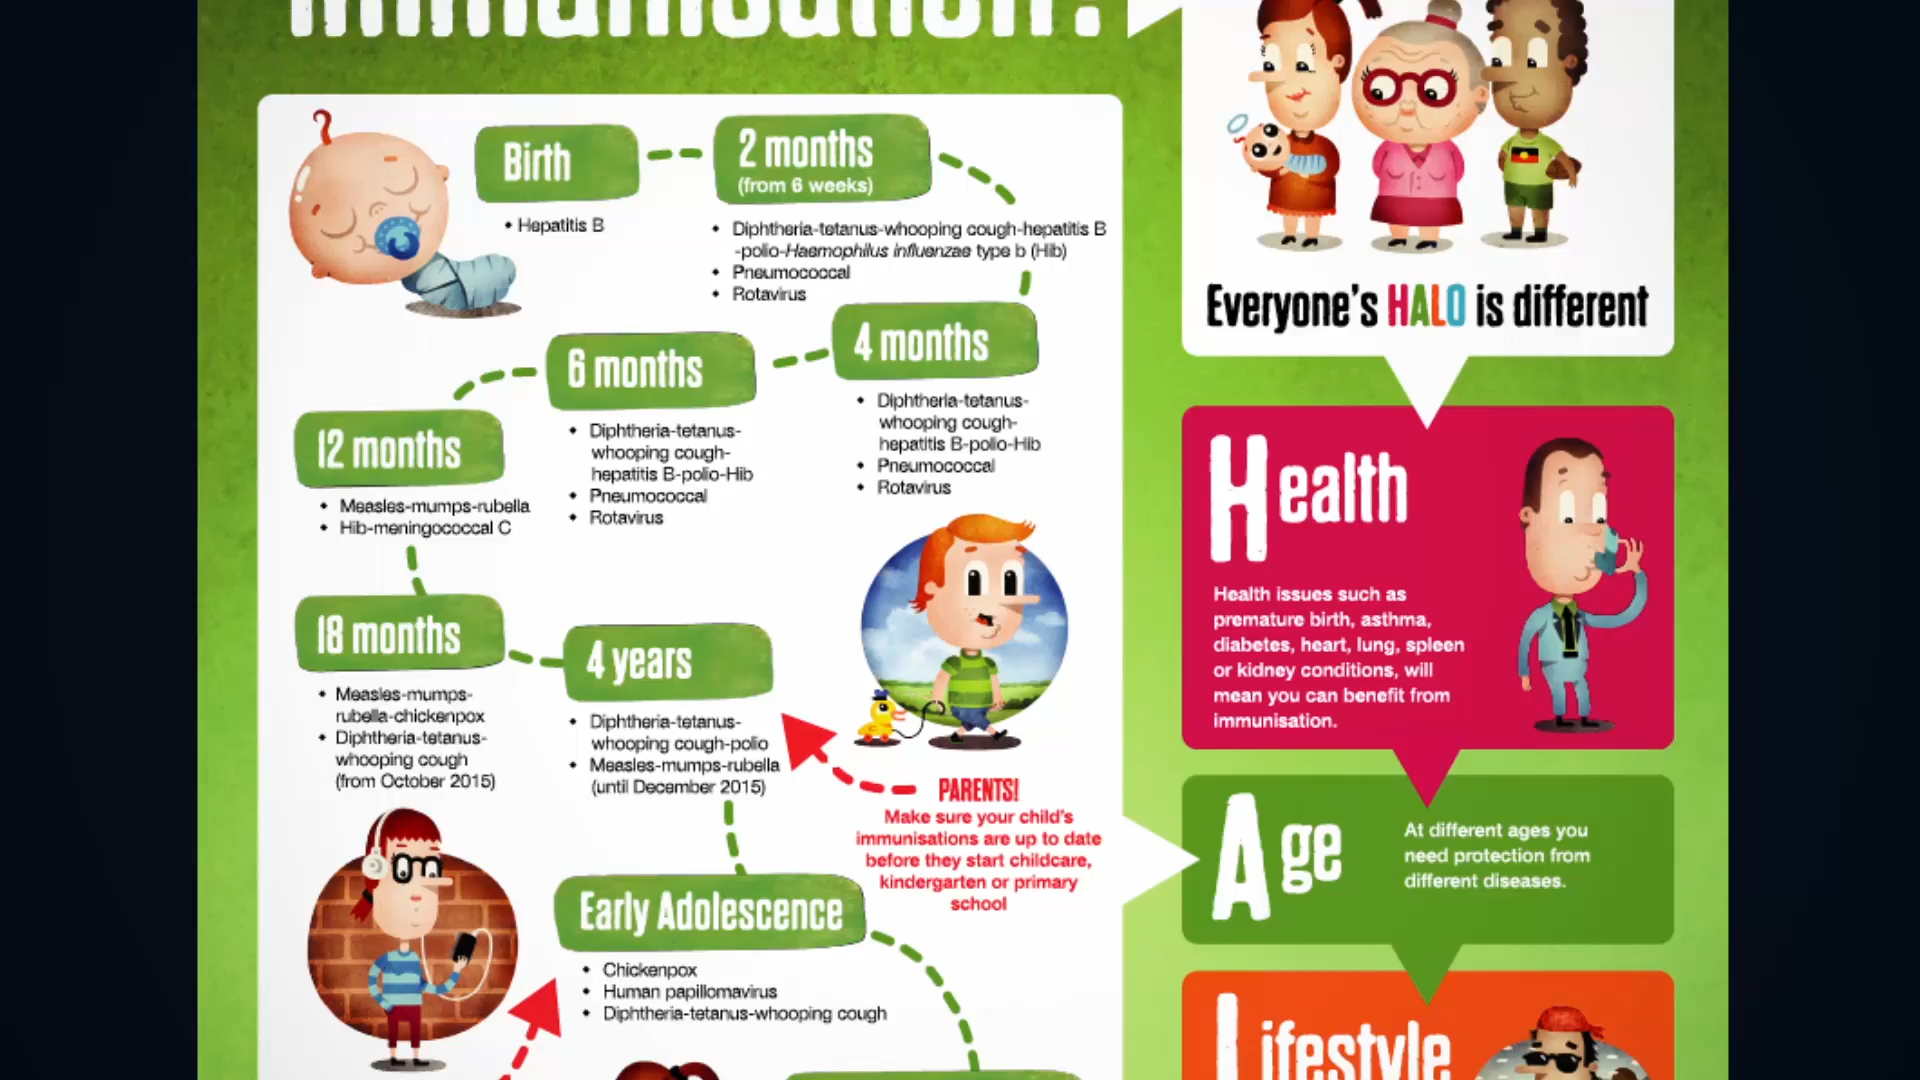 Immunisation?
Birth
• Hepatitis B
2 months
(from 6 weeks)
• Diphtheria-tetanus-whooping cough-hepatitis B
-polio-Haemophilus influenzae type b (Hib)
• Pneumococcal
• Rotavirus
4 months
• Diphtheria-tetanus-
whooping cough-
hepatitis B-polio-Hib
• Pneumococcal
• Rotavirus
6 months
• Diphtheria-tetanus-
whooping cough-
hepatitis B-polio-Hib
• Pneumococcal
• Rotavirus
12 months
• Measles-mumps-rubella
• Hib-meningococcal C
18 months
• Measles-mumps-
rubella-chickenpox
• Diphtheria-tetanus-
whooping cough
(from October 2015)
4 years
• Diphtheria-tetanus-
whooping cough-polio
• Measles-mumps-rubella
(until December 2015)
PARENTS!
Make sure your child's
immunisations are up to date
before they start childcare,
kindergarten or primary
school
Early Adolescence
• Chickenpox
• Human papillomavirus
• Diphtheria-tetanus-whooping cough
Everyone's HALO is different
Health
Health issues such as
premature birth, asthma,
diabetes, heart, lung, spleen
or kidney conditions, will
mean you can benefit from
immunisation.
Age
At different ages you
need protection from
different diseases.
Lifestyle